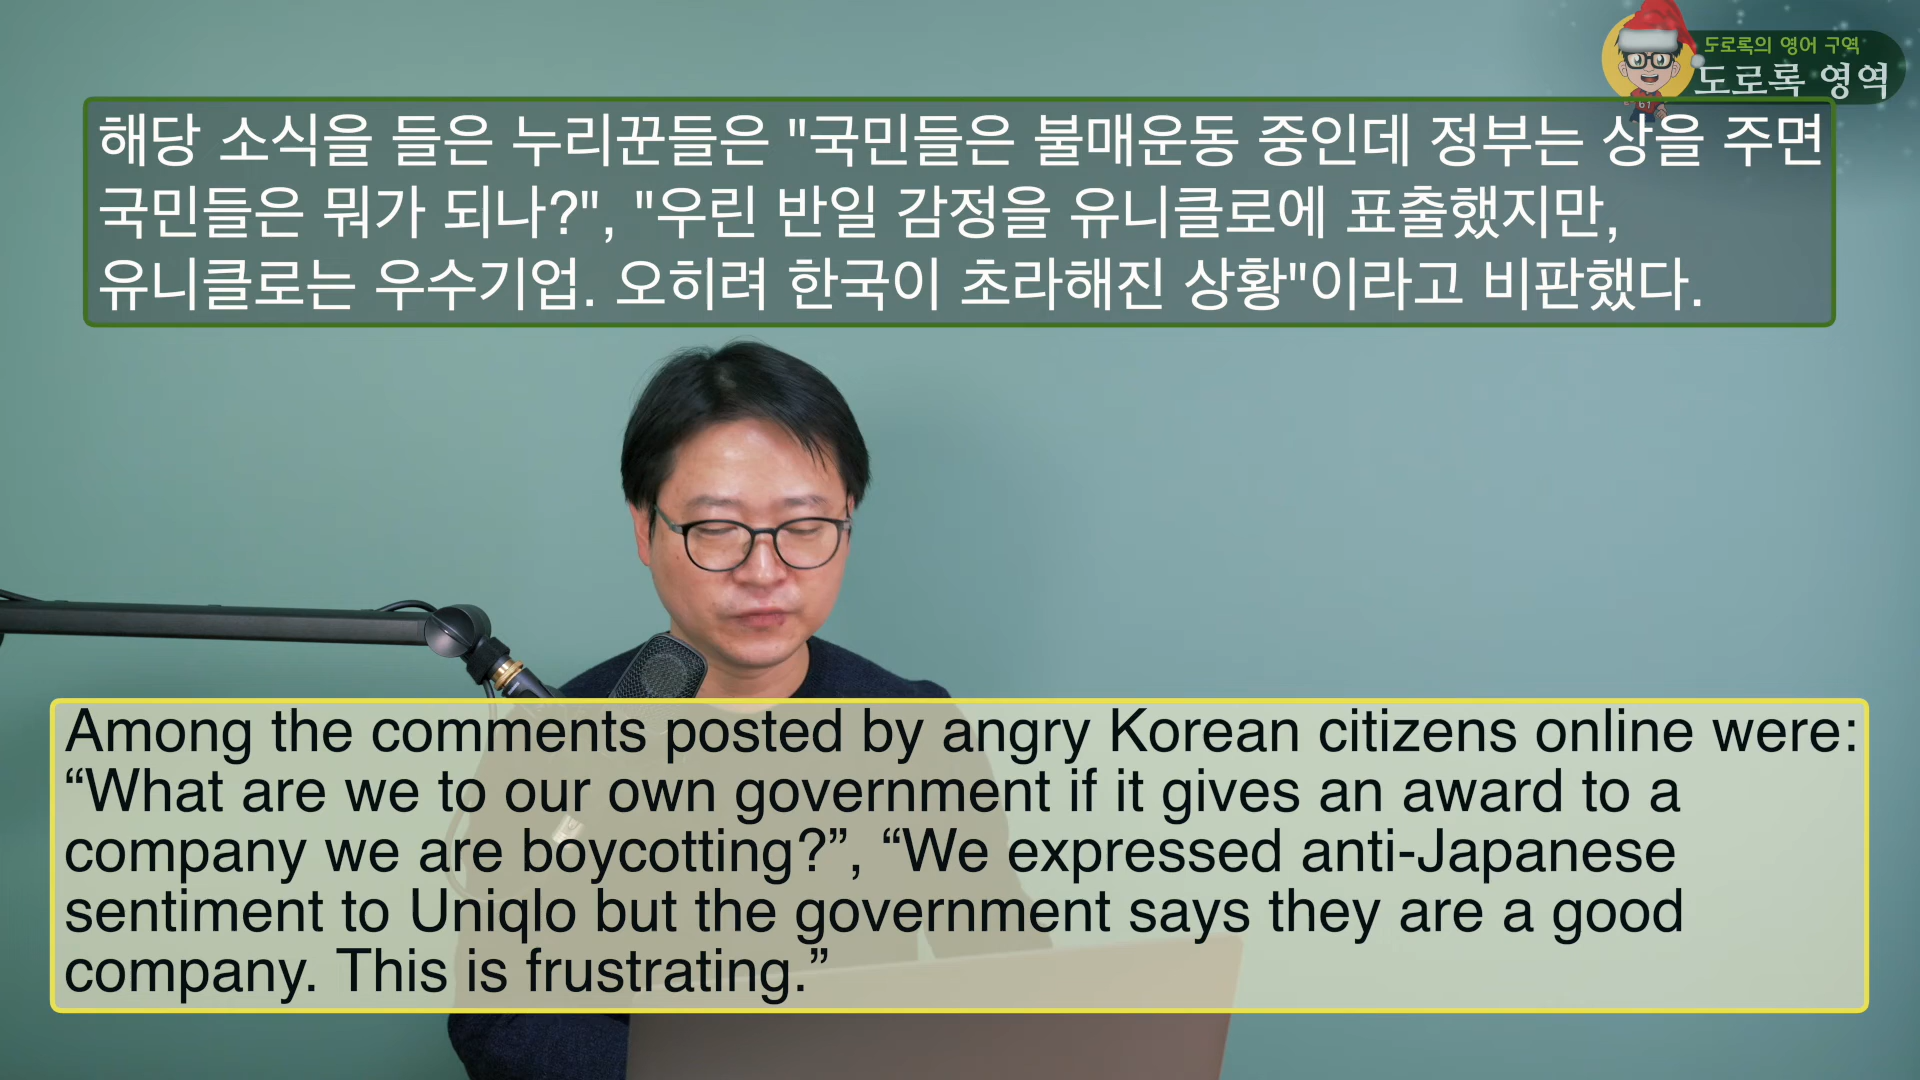 도로록의 영어 구역
도로록 영역
해당 소식을 들은 누리꾼들은 "국민들은 불매운동 중인데 정부는 상을 주면
국민들은 뭐가 되나?", "우린 반일 감정을 유니클로에 표출했지만,
유니클로는 우수기업. 오히려 한국이 초라해진 상황"이라고 비판했다.
Among the comments posted by angry Korean citizens online were:
“What are we to our own government if it gives an award to a
company we are boycotting?”, “We expressed anti-Japanese
sentiment to Uniqlo but the government says they are a good
company. This is frustrating.”